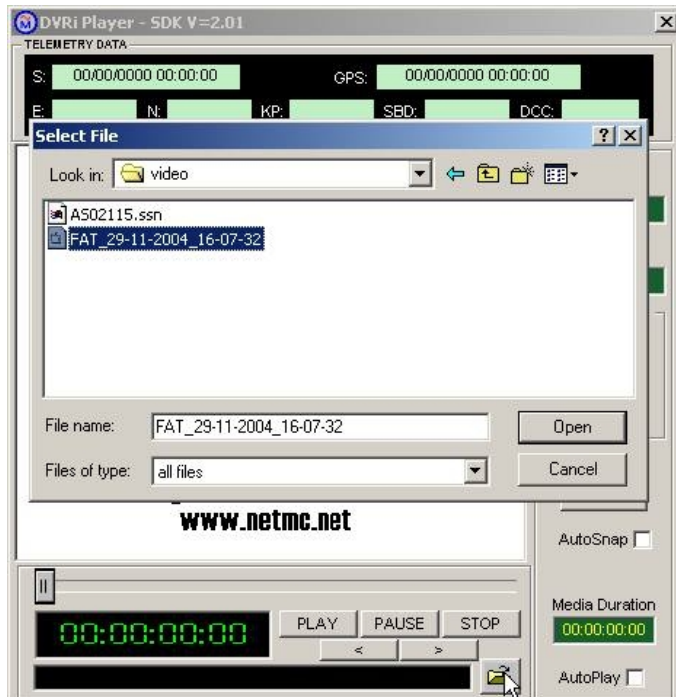 DVRi Player - SDK V=2.01
TELEMETRY DATA
S: 00/00/0000 00:00:00 GPS: 00/00/0000 00:00:00
E: N: KP: SBD: DCC:
Select File
Look in: video
AS02115.ssn
FAT_29-11-2004_16-07-32
File name: FAT_29-11-2004_16-07-32 Open
Files of type: all files Cancel
www.netmc.net
AutoSnap
Media Duration
00:00:00:00
00:00:00:00
PLAY PAUSE STOP
< >
AutoPlay